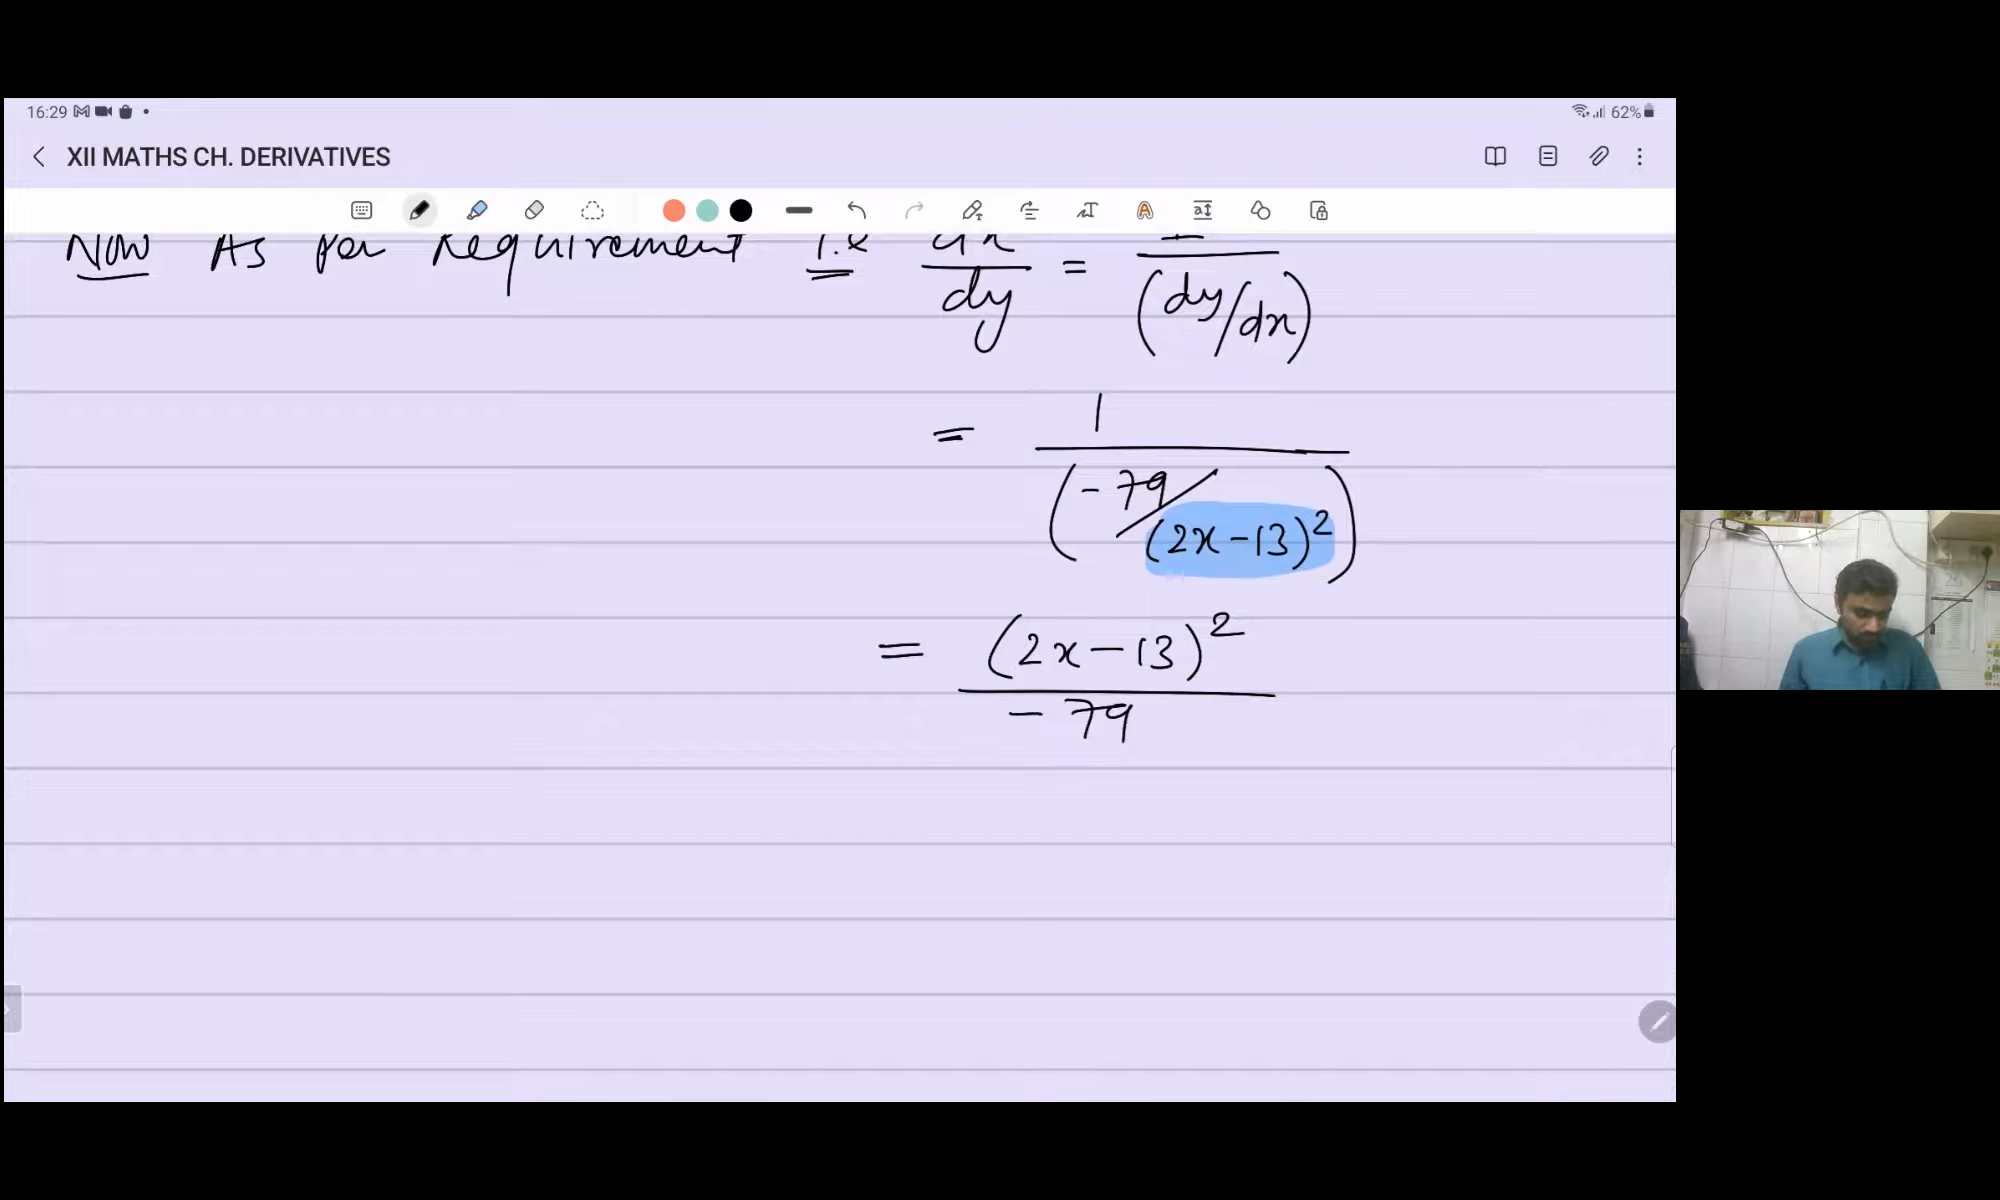 16:29 62%
XII MATHS CH. DERIVATIVES
Now As per requirement i.e dx/dy = 1/(dy/dx)
= 1/(-79/(2x-13)²)
= (2x-13)²/-79